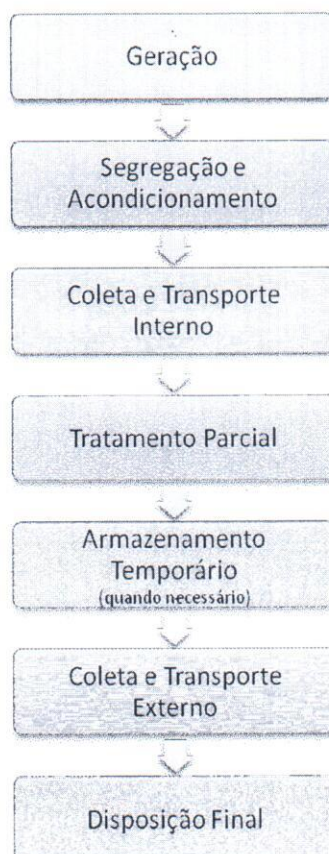 Geração
Segregação e
Acondicionamento
Coleta e Transporte
Interno
Tratamento Parcial
Armazenamento
Temporário
(quando necessário)
Coleta e Transporte
Externo
Disposição Final